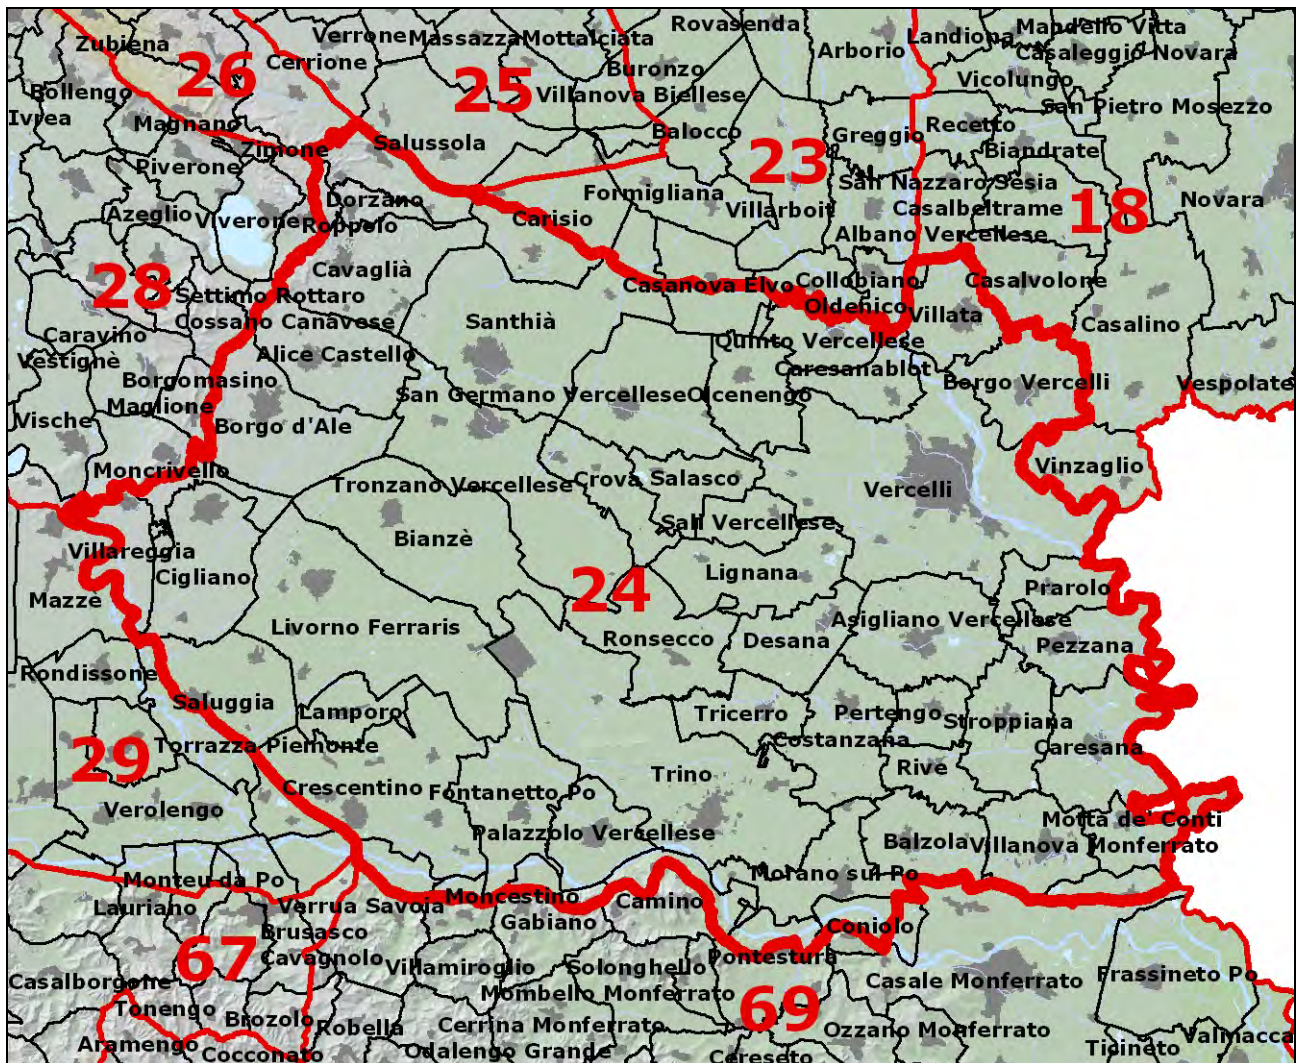 Zubiena
26
Verrone
Massazza
Mottalciata
Rovasenda
Arborio
Landiona
Mandello Vitta
Casaleggio Novara
Cerrione
25
Buronzo
Villanova Biellese
Vicolungo
San Pietro Mosezzo
Bollengo
Ivrea
Magnano
Zimone
Salussola
Balocco
23
Greggio
Recetto
Biandrate
Piverone
Dorzano
Formigliana
Villarboit
San Nazzaro Sesia
Casalbeltrame
18
Novara
Azeglio
Viverone
Roppolo
Carisio
Albano Vercellese
28
Cavaglià
Settimo Rottaro
Casanova Elvo
Collobiano
Casalvolone
Oldenico
Villata
Cossano Canavese
Santhià
Caravino
Vestignè
Alice Castello
Quinto Vercellese
Caresanablot
Casalino
Borgomasino
Maglione
San Germano Vercellese
Olcenengo
Borgo Vercelli
Vespolate
Vische
Borgo d'Ale
Moncrivello
Tronzano Vercellese
Crova
Salasco
Vercelli
Vinzaglio
Sali Vercellese
Bianzè
Villareggia
Cigliano
Lignana
24
Mazzè
Prarolo
Livorno Ferraris
Ronsecco
Desana
Asigliano Vercellese
Pezzana
Rondissone
Saluggia
Lamporo
Tricerro
Pertengo
Stroppiana
Costanzana
Caresana
29
Torrazza Piemonte
Trino
Rive
Verolengo
Crescentino
Fontanetto Po
Palazzolo Vercellese
Motta de' Conti
Balzola
Villanova Monferrato
Monteu da Po
Morano sul Po
Lauriano
Verrua Savoia
Moncestino
Camino
Gabiano
Coniolo
Brusasco
67
Cavagnolo
Villamiroglio
Solonghello
Pontestura
Casalborgone
Casale Monferrato
Frassineto Po
Tonengo
Mombello Monferrato
69
Brozolo
Robella
Cerrina Monferrato
Ozzano Monferrato
Valmacca
Aramengo
Cocconato
Odalengo Grande
Cereseto
Ticineto